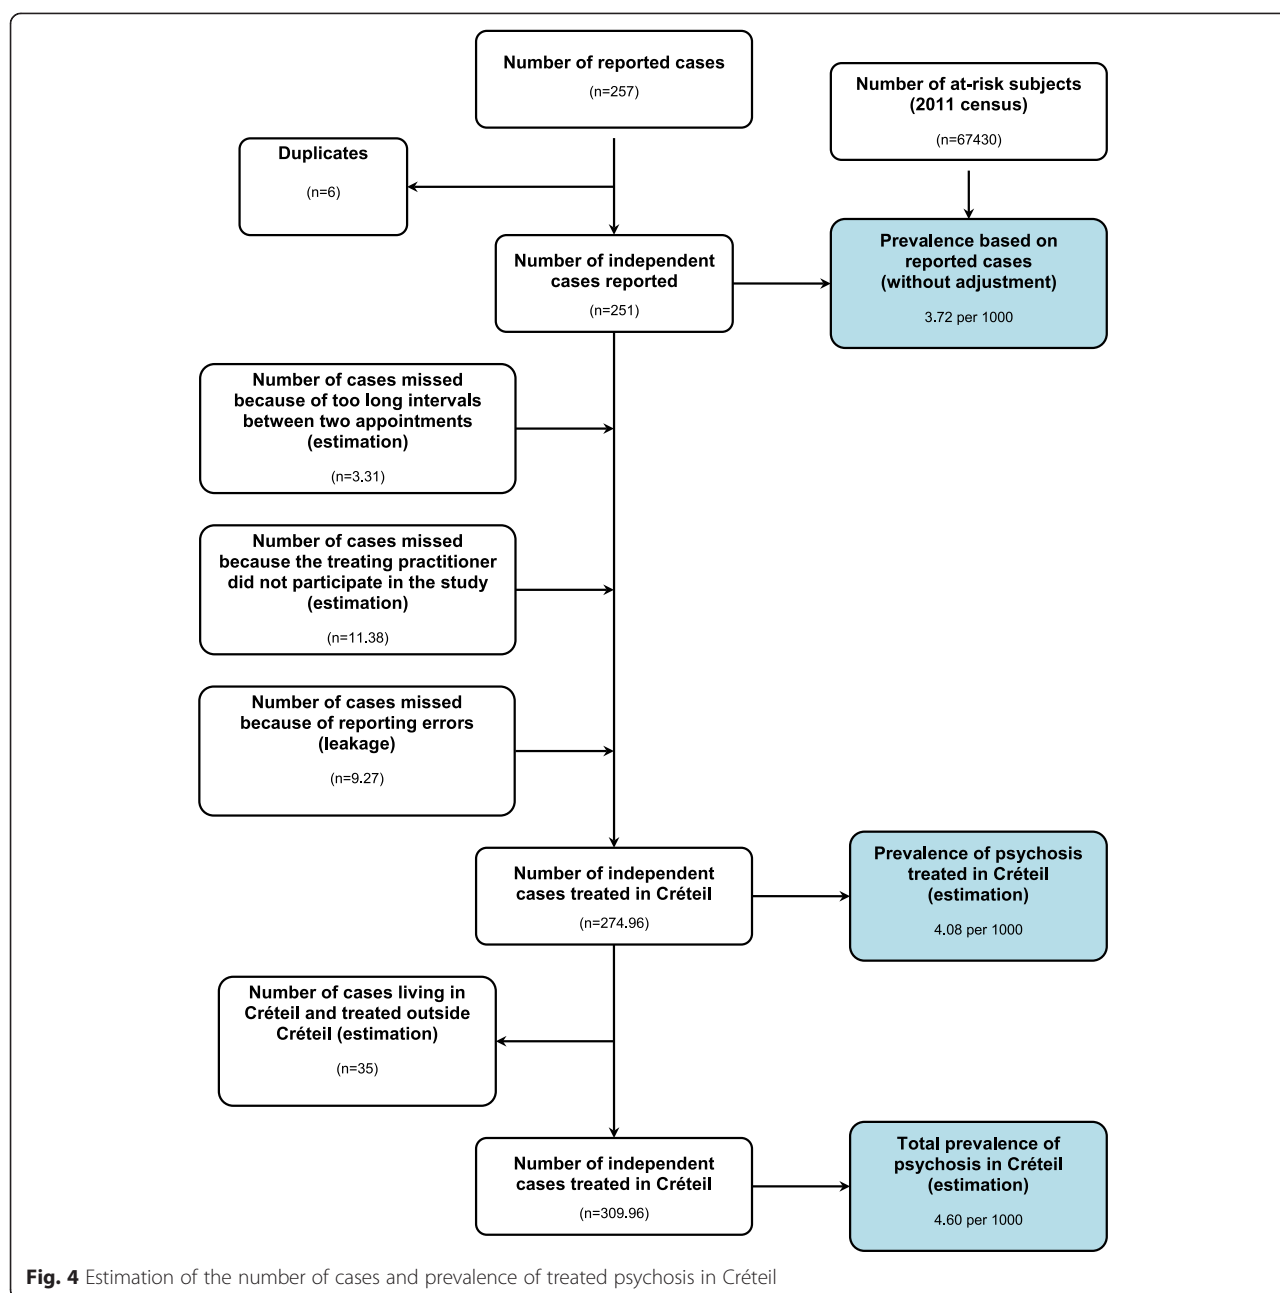 Number of reported cases
(n=257)
Number of at-risk subjects
(2011 census)
(n=67430)
Duplicates
(n=6)
Number of independent
cases reported
(n=251)
Prevalence based on
reported cases
(without adjustment)
3.72 per 1000
Number of cases missed
because of too long intervals
between two appointments
(estimation)
(n=3.31)
Number of cases missed
because the treating practitioner
did not participate in the study
(estimation)
(n=11.38)
Number of cases missed
because of reporting errors
(leakage)
(n=9.27)
Number of independent
cases treated in Créteil
(n=274.96)
Prevalence of psychosis
treated in Créteil
(estimation)
4.08 per 1000
Number of cases living in
Créteil and treated outside
Créteil (estimation)
(n=35)
Number of independent
cases treated in Créteil
(n=309.96)
Total prevalence of
psychosis in Créteil
(estimation)
4.60 per 1000
Fig. 4 Estimation of the number of cases and prevalence of treated psychosis in Créteil